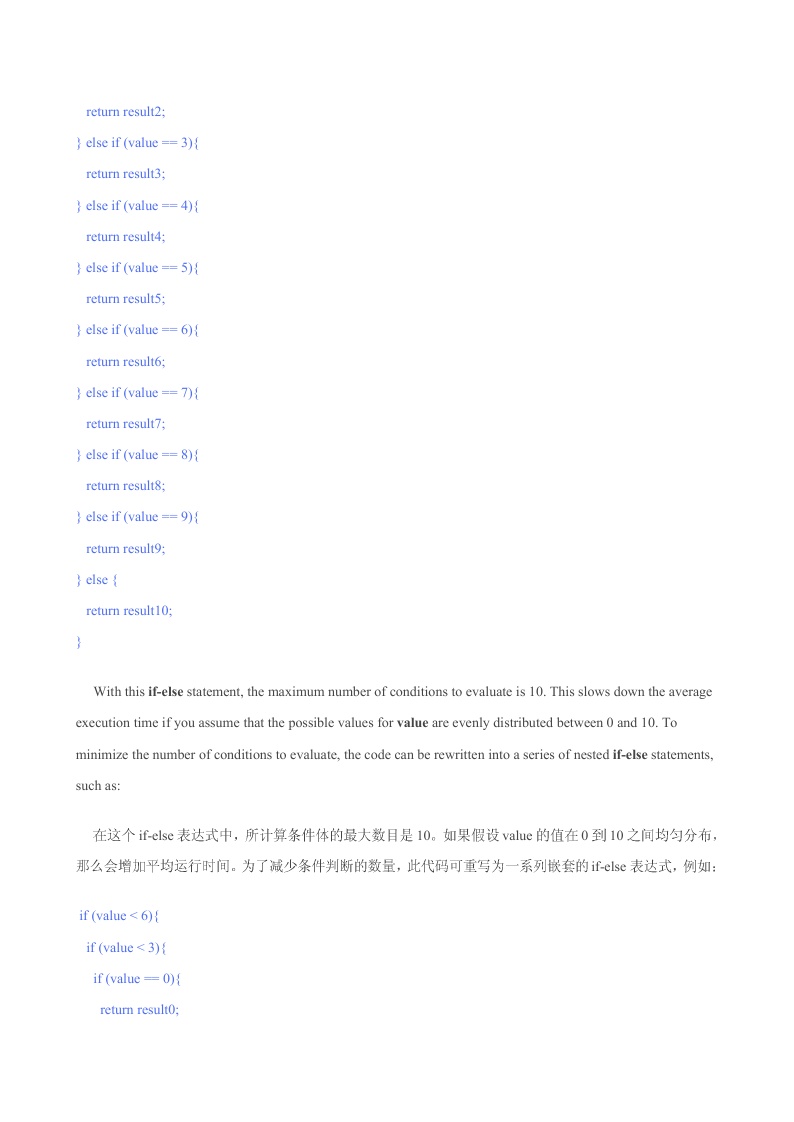 return result2;
} else if (value == 3){
return result3;
} else if (value == 4){
return result4;
} else if (value == 5){
return result5;
} else if (value == 6){
return result6;
} else if (value == 7){
return result7;
} else if (value == 8){
return result8;
} else if (value == 9){
return result9;
} else {
return result10;
}
With this if-else statement, the maximum number of conditions to evaluate is 10. This slows down the average
execution time if you assume that the possible values for value are evenly distributed between 0 and 10. To
minimize the number of conditions to evaluate, the code can be rewritten into a series of nested if-else statements,
such as:
在这个 if-else 表达式中，所计算条件体的最大数目是 10。如果假设 value 的值在 0 到 10 之间均匀分布，
那么会增加平均运行时间。为了减少条件判断的数量，此代码可重写为一系列嵌套的 if-else 表达式，例如：
if (value < 6){
if (value < 3){
if (value == 0){
return result0;